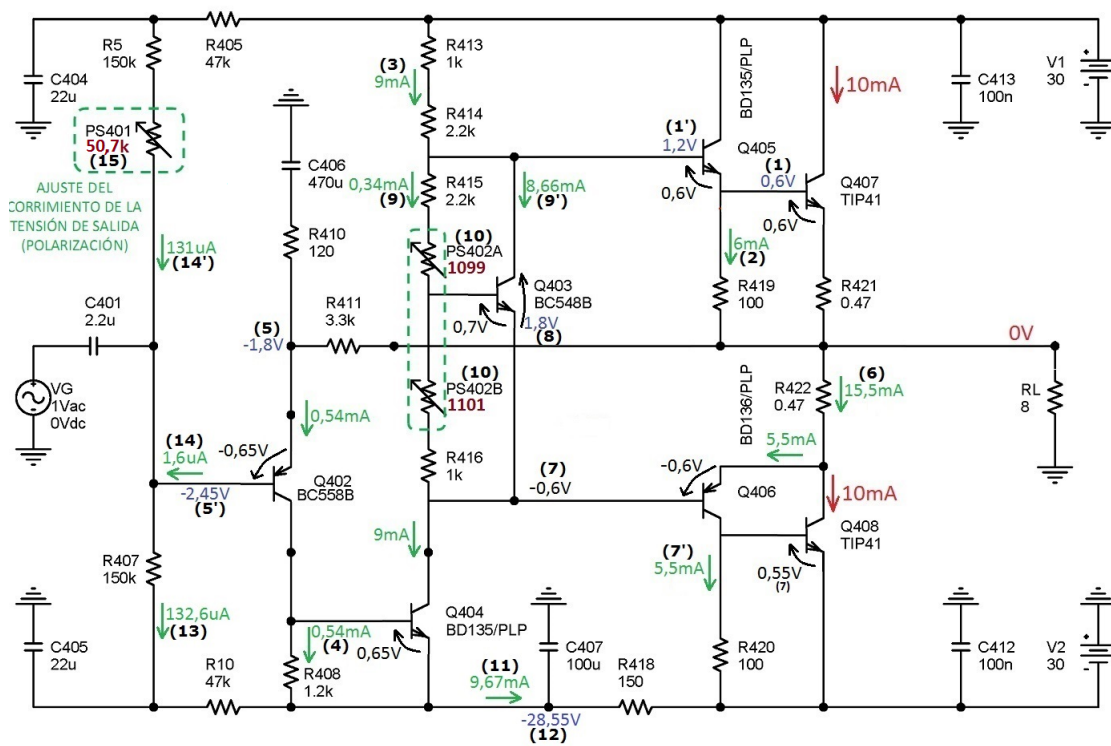 R5
150k
R405
47k
C404
22u
PS401
50,7k
(15)
AJUSTE DEL
CORRIMIENTO DE LA
TENSIÓN DE SALIDA
(POLARIZACIÓN)
131uA
(14')
C401
2.2u
VG
1Vac
0Vdc
(14)
1,6uA
-2,45V
(5')
R407
150k
132,6uA
(13)
C405
22u
R10
47k
C406
470u
R410
120
(5)
-1,8V
R411
3.3k
0,54mA
-0,65V
Q402
BC558B
0,54mA
(4)
R408
1.2k
R413
1k
(3)
9mA
R414
2.2k
0,34mA
(9)
R415
2.2k
8,66mA
(9')
(10)
PS402A
1099
Q403
BC548B
0,7V
1,8V
(8)
(10)
PS402B
1101
R416
1k
9mA
Q404
BD135/PLP
0,65V
(11)
9,67mA
C407
100u
-28,55V
(12)
R418
150
(7)
-0,6V
BD135/PLP
(1')
1,2V
Q405
0,6V
(1)
0,6V
Q407
TIP41
0,6V
10mA
6mA
(2)
R419
100
R421
0.47
C413
100n
V1
30
0V
(6)
R422
0.47
15,5mA
RL
8
BD136/PLP
5,5mA
-0,6V
Q406
10mA
Q408
TIP41
(7')
5,5mA
0,55V
(7)
R420
100
C412
100n
V2
30